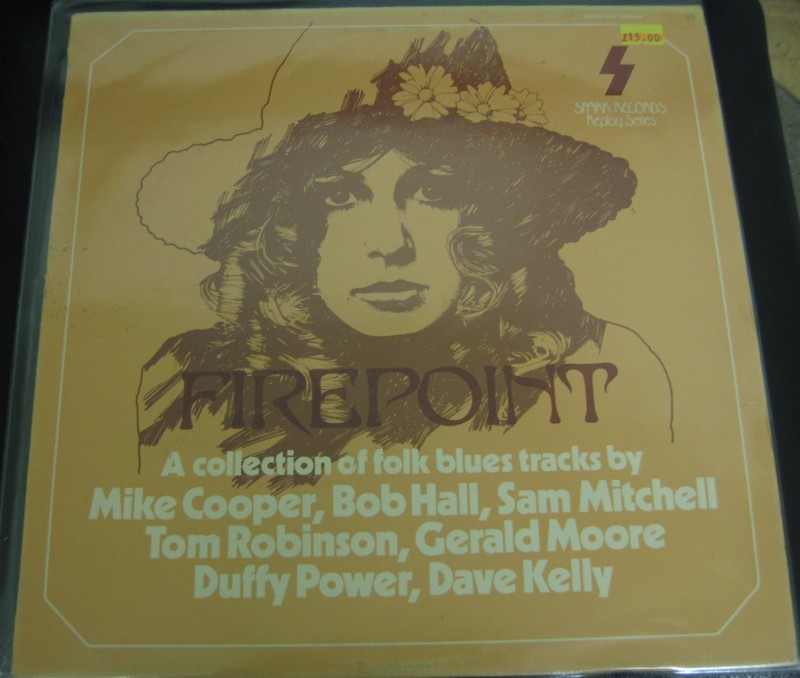 £15.00
SPARK RECORDS
Replay Series
FIREPOINT
A collection of folk blues tracks by
Mike Cooper, Bob Hall, Sam Mitchell
Tom Robinson, Gerald Moore
Duffy Power, Dave Kelly